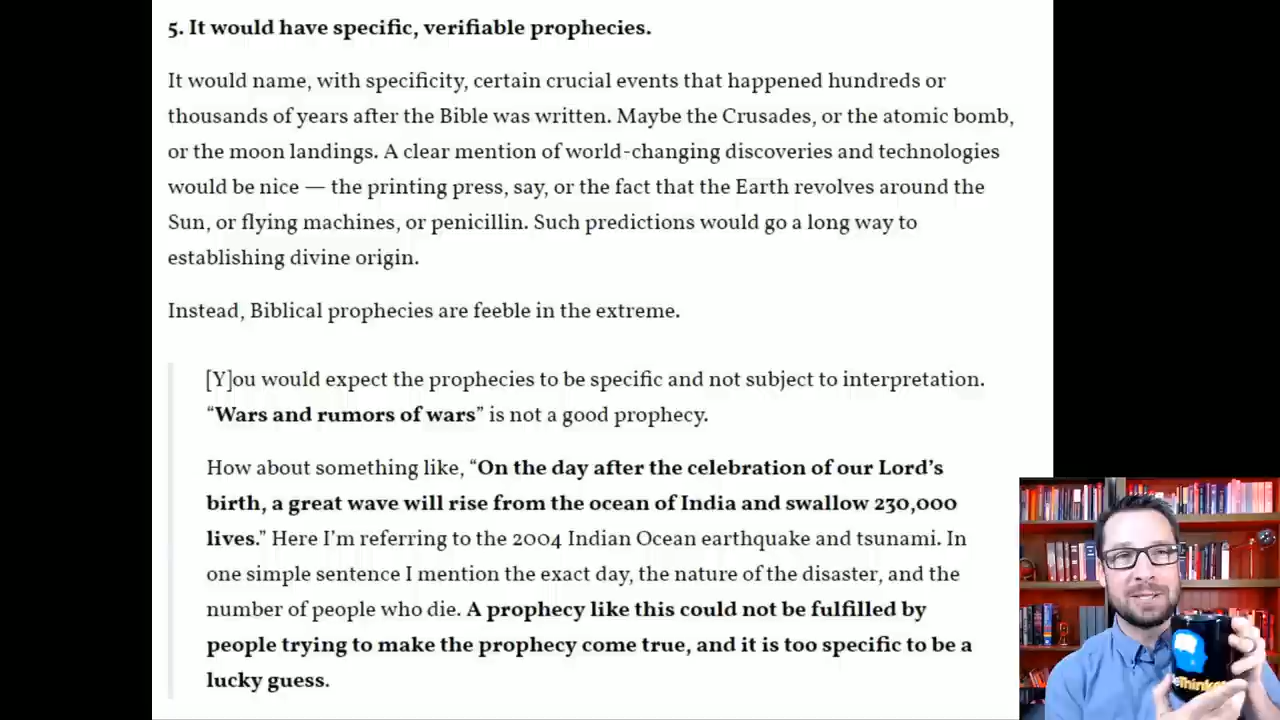 5. It would have specific, verifiable prophecies.
It would name, with specificity, certain crucial events that happened hundreds or
thousands of years after the Bible was written. Maybe the Crusades, or the atomic bomb,
or the moon landings. A clear mention of world-changing discoveries and technologies
would be nice — the printing press, say, or the fact that the Earth revolves around the
Sun, or flying machines, or penicillin. Such predictions would go a long way to
establishing divine origin.
Instead, Biblical prophecies are feeble in the extreme.
[Y]ou would expect the prophecies to be specific and not subject to interpretation.
“Wars and rumors of wars” is not a good prophecy.
How about something like, “On the day after the celebration of our Lord’s
birth, a great wave will rise from the ocean of India and swallow 230,000
lives.” Here I’m referring to the 2004 Indian Ocean earthquake and tsunami. In
one simple sentence I mention the exact day, the nature of the disaster, and the
number of people who die. A prophecy like this could not be fulfilled by
people trying to make the prophecy come true, and it is too specific to be a
lucky guess.